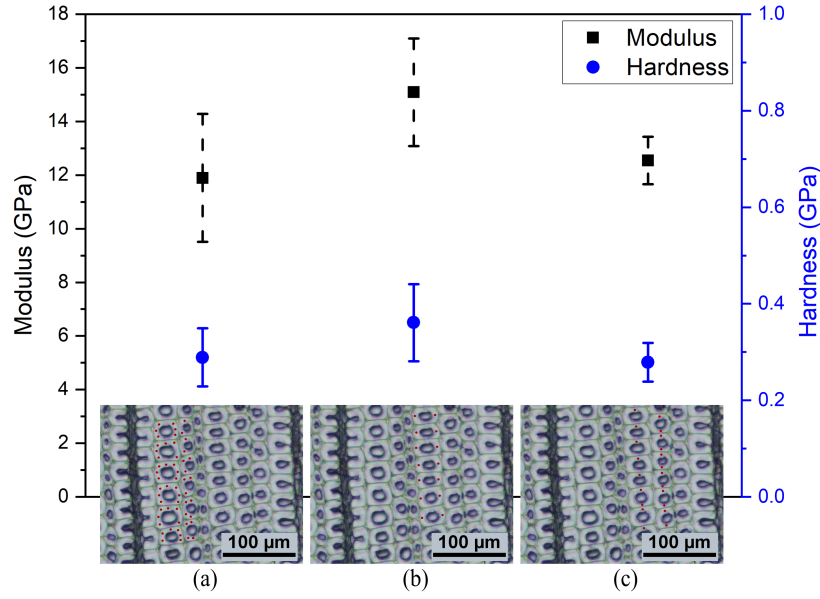 18
16
14
12
10
8
6
4
2
0
Modulus (GPa)
Modulus
Hardness
1.0
0.8
0.6
0.4
0.2
0.0
Hardness (GPa)
100 µm
100 µm
100 µm
(a)
(b)
(c)